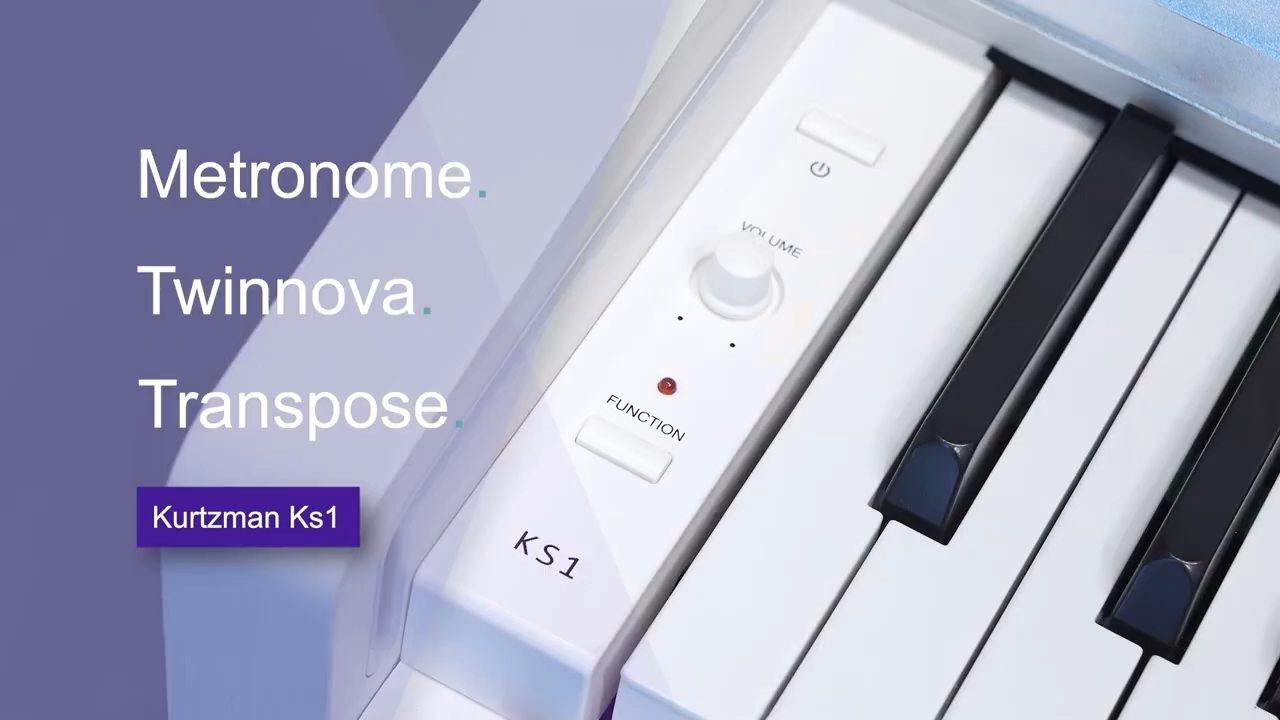 Metronome.
Twinnova.
Transpose.
Kurtzman Ks1
VOLUME
FUNCTION
KS1